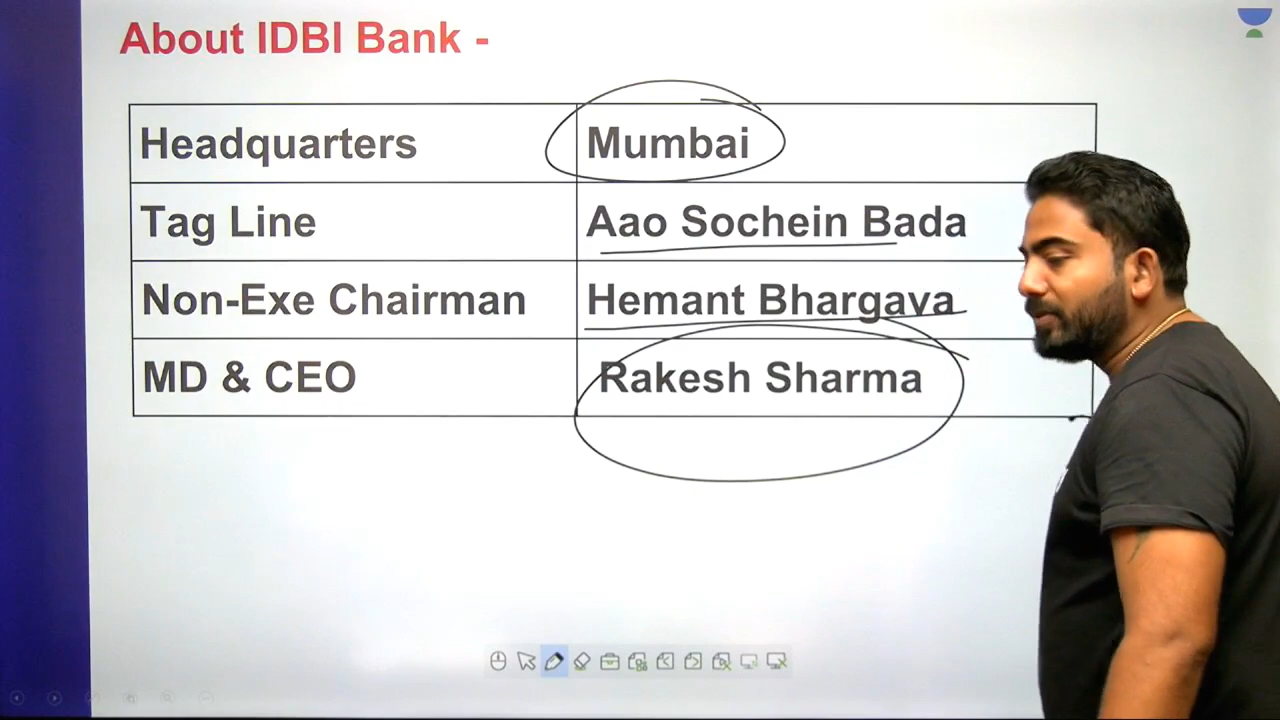 About IDBI Bank -
Headquarters Mumbai
Tag Line Aao Sochein Bada
Non-Exe Chairman Hemant Bhargava
MD & CEO Rakesh Sharma